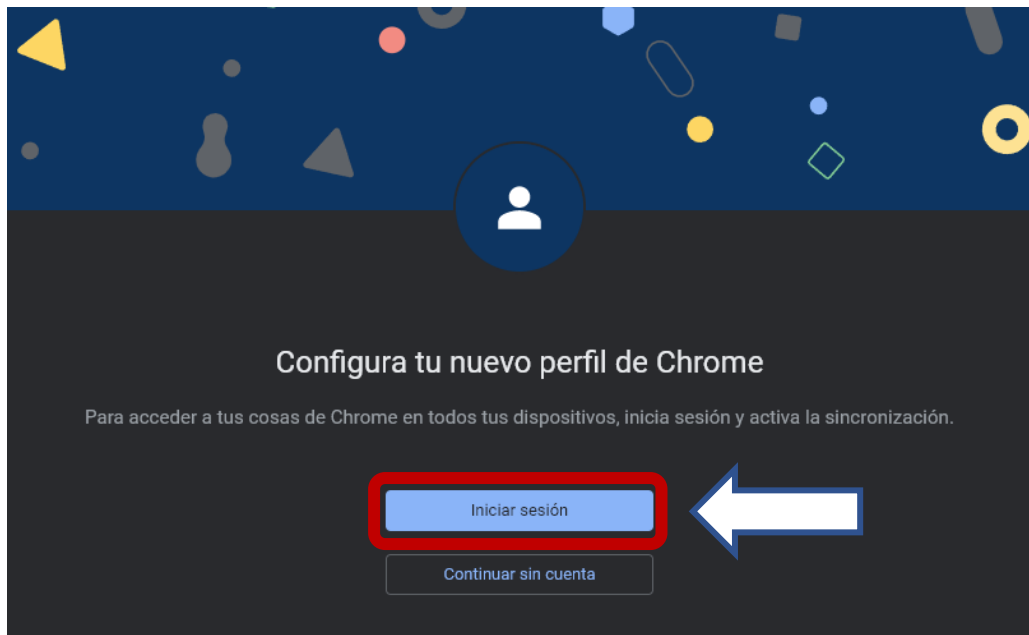 Configura tu nuevo perfil de Chrome
Para acceder a tus cosas de Chrome en todos tus dispositivos, inicia sesión y activa la sincronización.
Iniciar sesión
Continuar sin cuenta